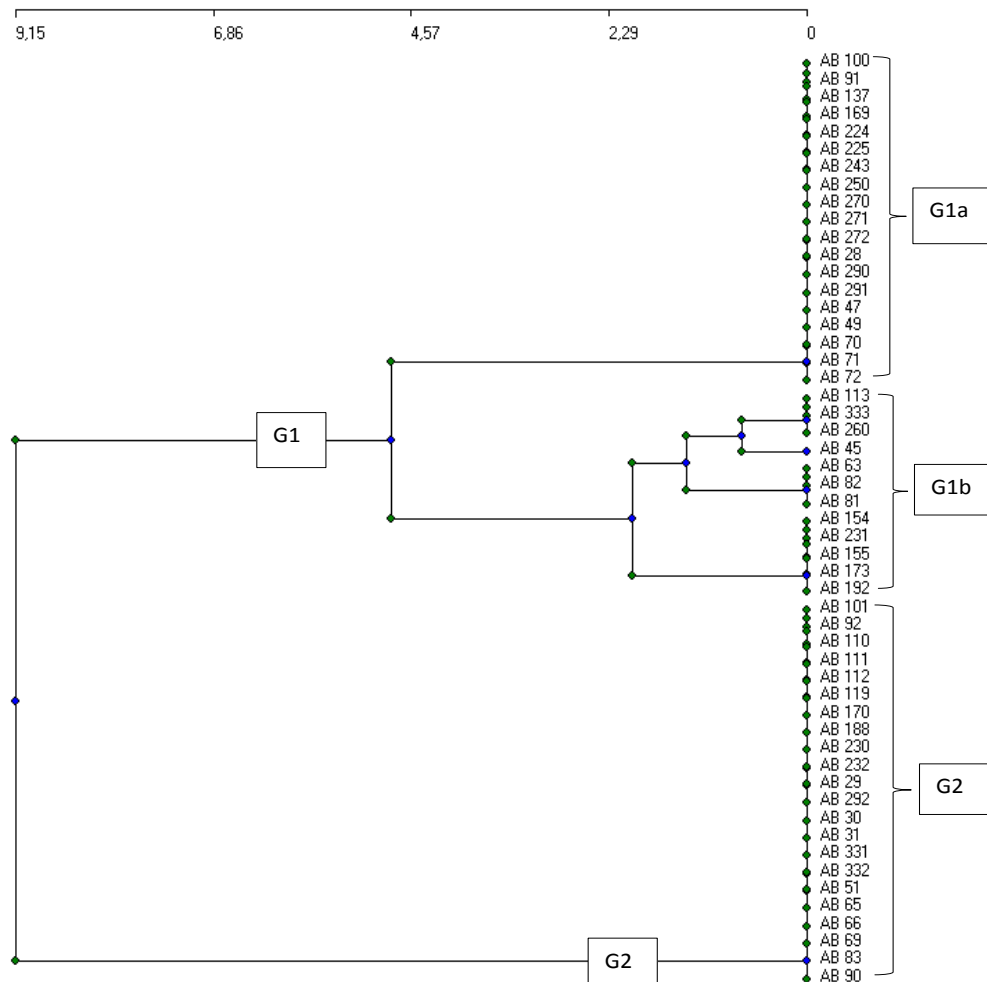 9,15 6,86 4,57 2,29 0
AB 100
AB 91
AB 137
AB 169
AB 224
AB 225
AB 243
AB 250
AB 270
G1a
AB 271
AB 272
AB 28
AB 290
AB 291
AB 47
AB 49
AB 70
AB 71
AB 72
AB 113
AB 333
G1
AB 260
AB 45
AB 63
AB 82
G1b
AB 81
AB 154
AB 231
AB 155
AB 173
AB 192
AB 101
AB 92
AB 110
AB 111
AB 112
AB 119
AB 170
AB 188
AB 230
AB 232
AB 29
G2
AB 292
AB 30
AB 31
AB 331
AB 332
AB 51
AB 65
AB 66
AB 69
AB 83
G2
AB 90